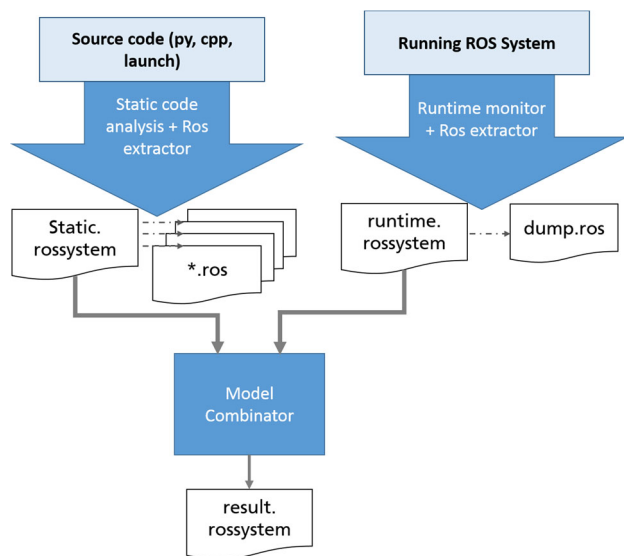 Source code (py, cpp,
launch)
Running ROS System
Static code
analysis + Ros
extractor
Runtime monitor
+ Ros extractor
Static.
rossystem
*.ros
runtime.
rossystem
dump.ros
Model
Combinator
result.
rossystem